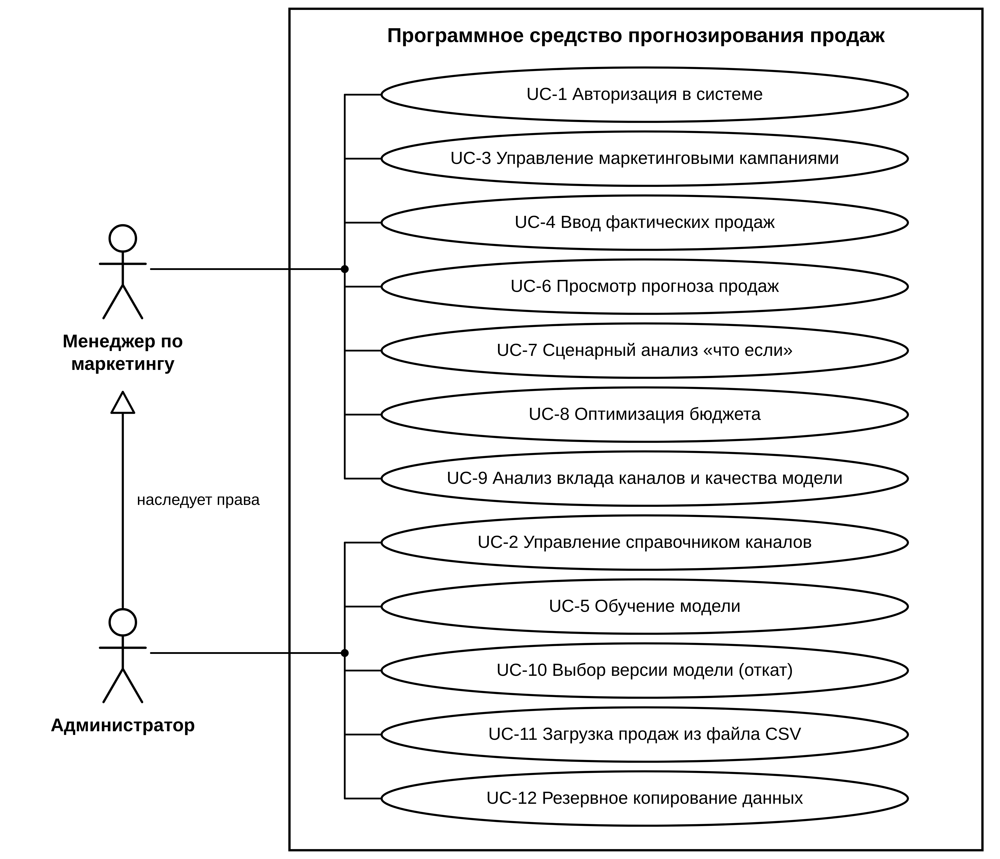 Программное средство прогнозирования продаж
UC-1 Авторизация в системе
UC-3 Управление маркетинговыми кампаниями
UC-4 Ввод фактических продаж
UC-6 Просмотр прогноза продаж
UC-7 Сценарный анализ «что если»
UC-8 Оптимизация бюджета
UC-9 Анализ вклада каналов и качества модели
UC-2 Управление справочником каналов
UC-5 Обучение модели
UC-10 Выбор версии модели (откат)
UC-11 Загрузка продаж из файла CSV
UC-12 Резервное копирование данных
Менеджер по
маркетингу
наследует права
Администратор